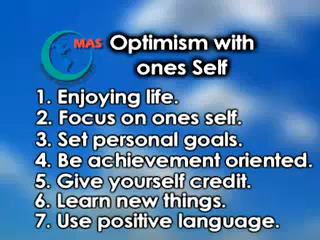 MAS
Optimism with
ones Self
1. Enjoying life.
2. Focus on ones self.
3. Set personal goals.
4. Be achievement oriented.
5. Give yourself credit.
6. Learn new things.
7. Use positive language.